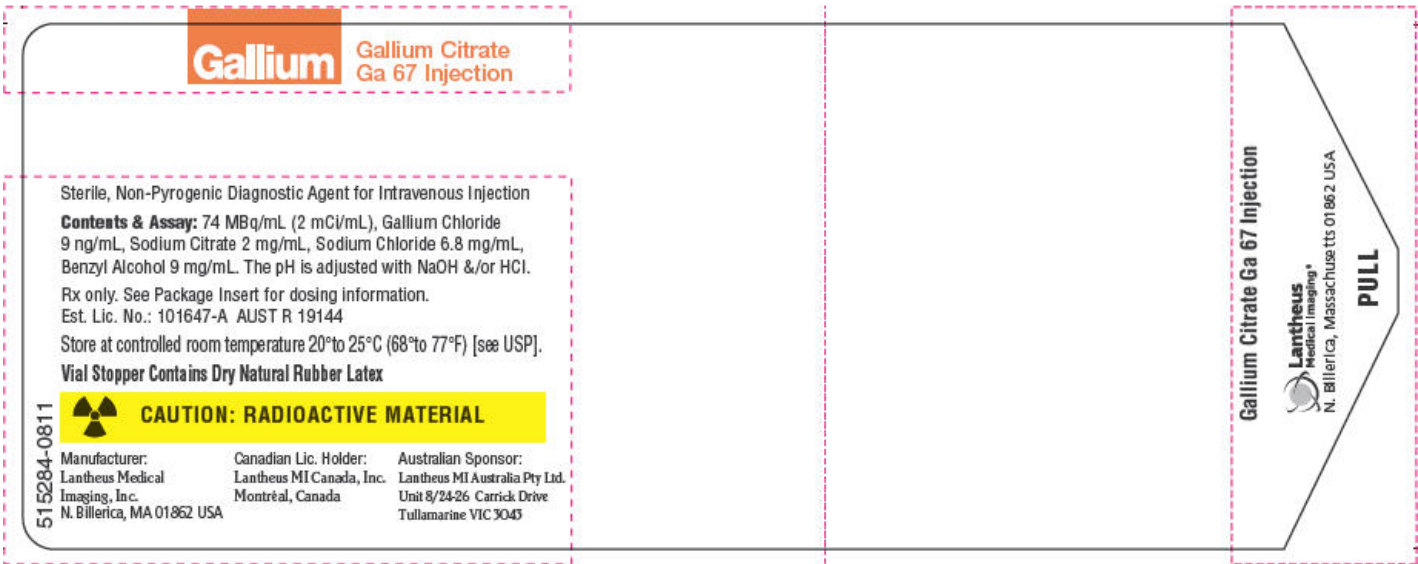 Gallium
Gallium Citrate
Ga 67 Injection
Sterile, Non-Pyrogenic Diagnostic Agent for Intravenous Injection
Contents & Assay: 74 MBq/mL (2 mCi/mL), Gallium Chloride
9 ng/mL, Sodium Citrate 2 mg/mL, Sodium Chloride 6.8 mg/mL,
Benzyl Alcohol 9 mg/mL. The pH is adjusted with NaOH &/or HCl.
Rx only. See Package Insert for dosing information.
Est. Lic. No.: 101647-A AUST R 19144
Store at controlled room temperature 20°to 25°C (68°to 77°F) [see USP].
Vial Stopper Contains Dry Natural Rubber Latex
CAUTION: RADIOACTIVE MATERIAL
515284-0811
Manufacturer:
Lantheus Medical
Imaging, Inc.
N. Billerica, MA 01862 USA
Canadian Lic. Holder:
Lantheus MI Canada, Inc.
Montréal, Canada
Australian Sponsor:
Lantheus MI Australia Pty Ltd.
Unit 8/24-26 Carrick Drive
Tullamarine VIC 3043
Gallium Citrate Ga 67 Injection
Lantheus
Medical Imaging®
N. Billerica, Massachusetts 01862 USA
PULL